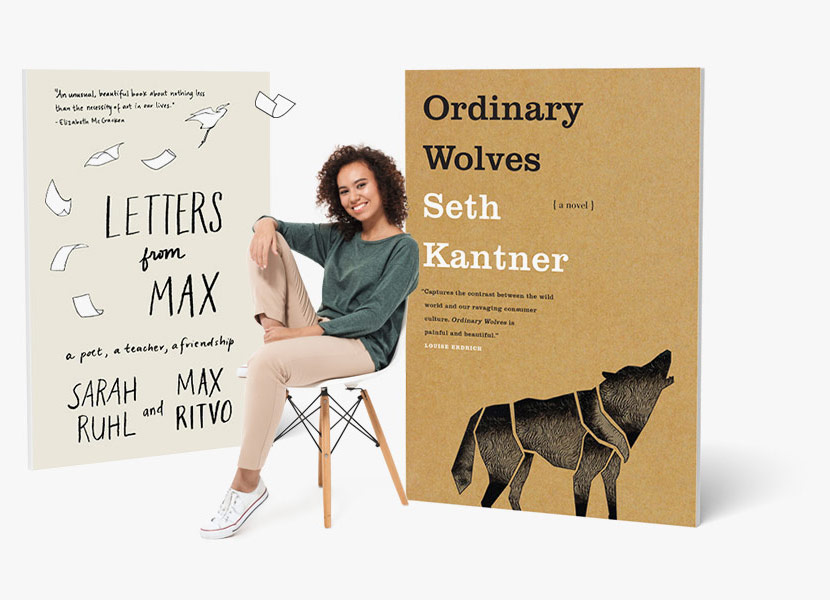 "An unusual, beautiful book about nothing less
than the necessity of art in our lives."
-Elizabeth McCracken
LETTERS
from
MAX
a poet, a teacher, a friendship
SARAH
RUHL
and
MAX
RITVO
Ordinary
Wolves
Seth
{ a novel }
Kantner
"Captures the contrast between the wild
world and our ravaging consumer
culture. Ordinary Wolves is
painful and beautiful."
LOUISE ERDRICH